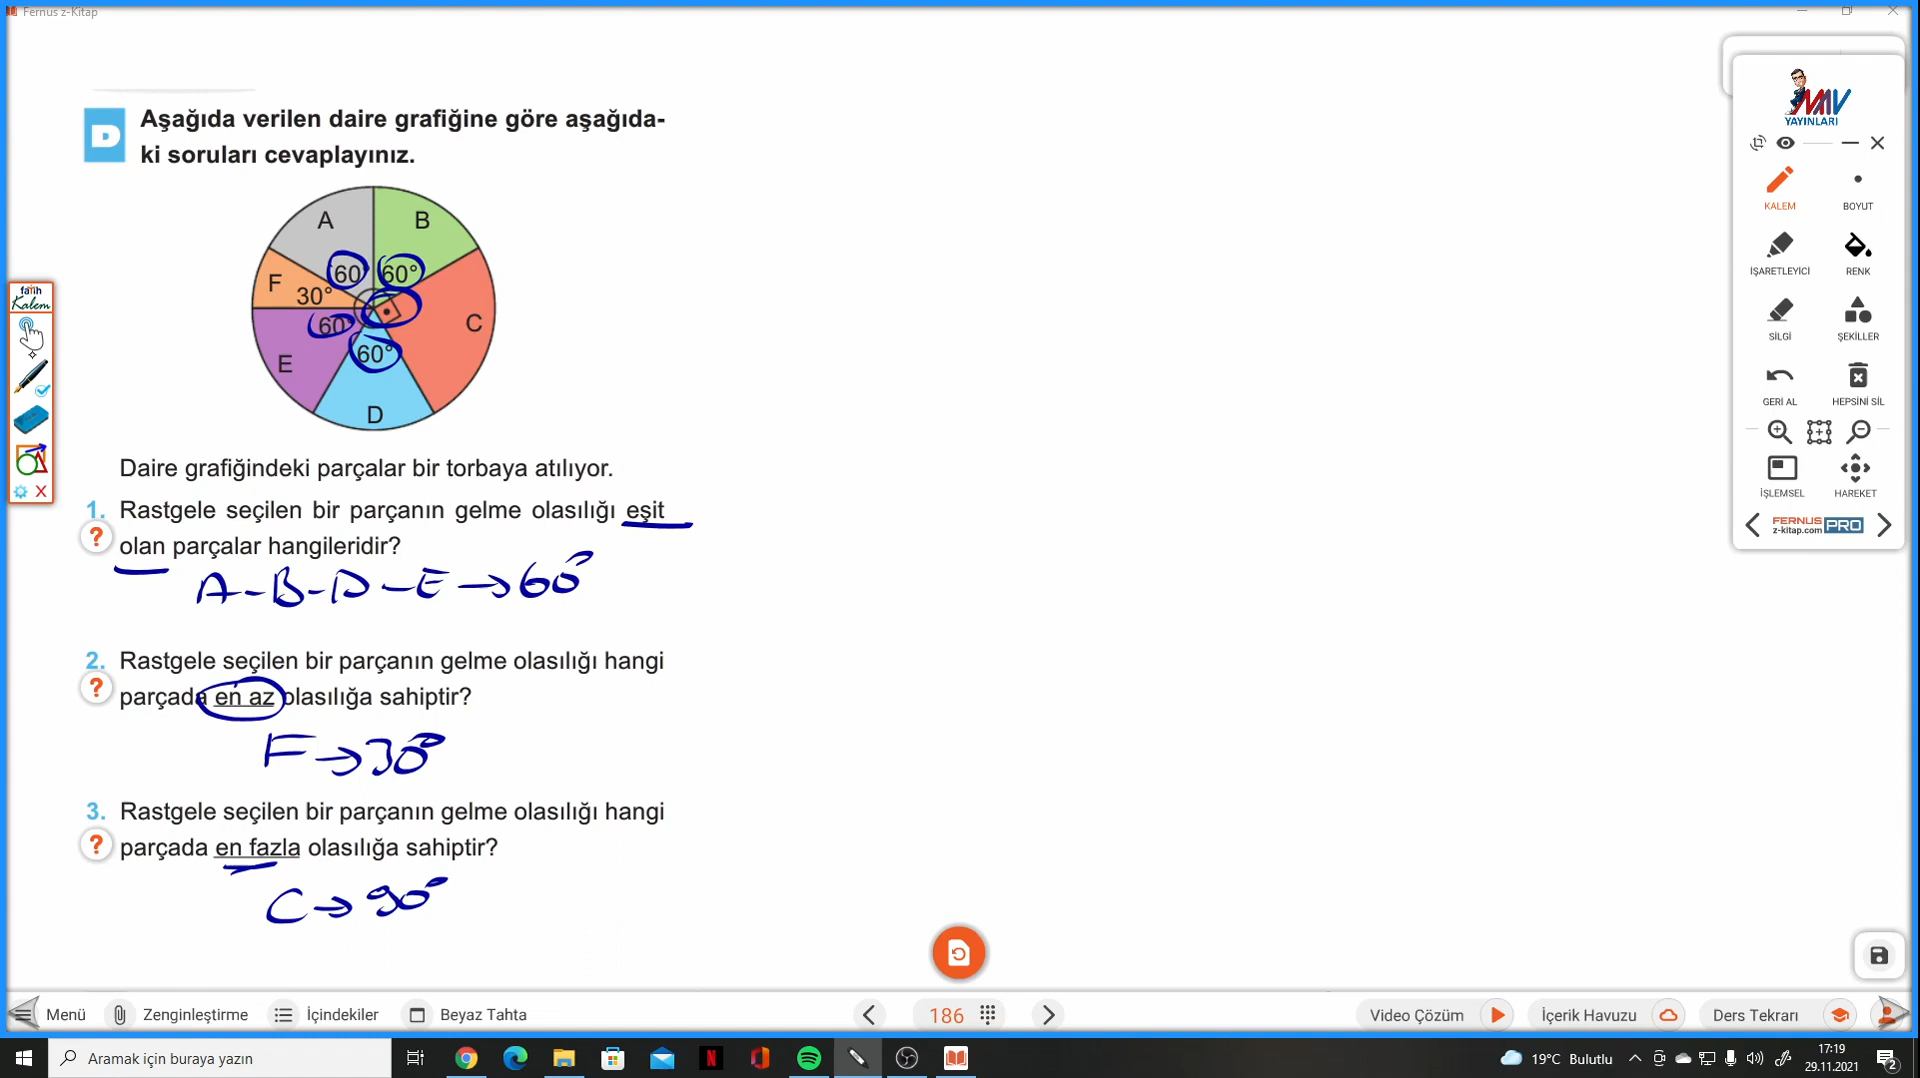 Fernus z-Kitap
D
Aşağıda verilen daire grafiğine göre aşağıda-
ki soruları cevaplayınız.
A
B
60
60°
F
30°
C
60°
60°
E
D
Daire grafiğindeki parçalar bir torbaya atılıyor.
1. Rastgele seçilen bir parçanın gelme olasılığı eşit
? olan parçalar hangileridir?
A-B-D-E→60°
2. Rastgele seçilen bir parçanın gelme olasılığı hangi
? parçada en az olasılığa sahiptir?
F→30°
3. Rastgele seçilen bir parçanın gelme olasılığı hangi
? parçada en fazla olasılığa sahiptir?
C→90°
fatih
Kalem
X
MAV
YAYINLARI
KALEM
BOYUT
İŞARETLEYİCİ
RENK
SİLGİ
ŞEKİLLER
GERİ AL
HEPSİNİ SİL
İŞLEMSEL
HAREKET
FERNUS
z-kitap.com
PRO
Menü
Zenginleştirme
İçindekiler
Beyaz Tahta
186
Video Çözüm
İçerik Havuzu
Ders Tekrarı
Aramak için buraya yazın
N
19°C Bulutlu
17:19
29.11.2021
2